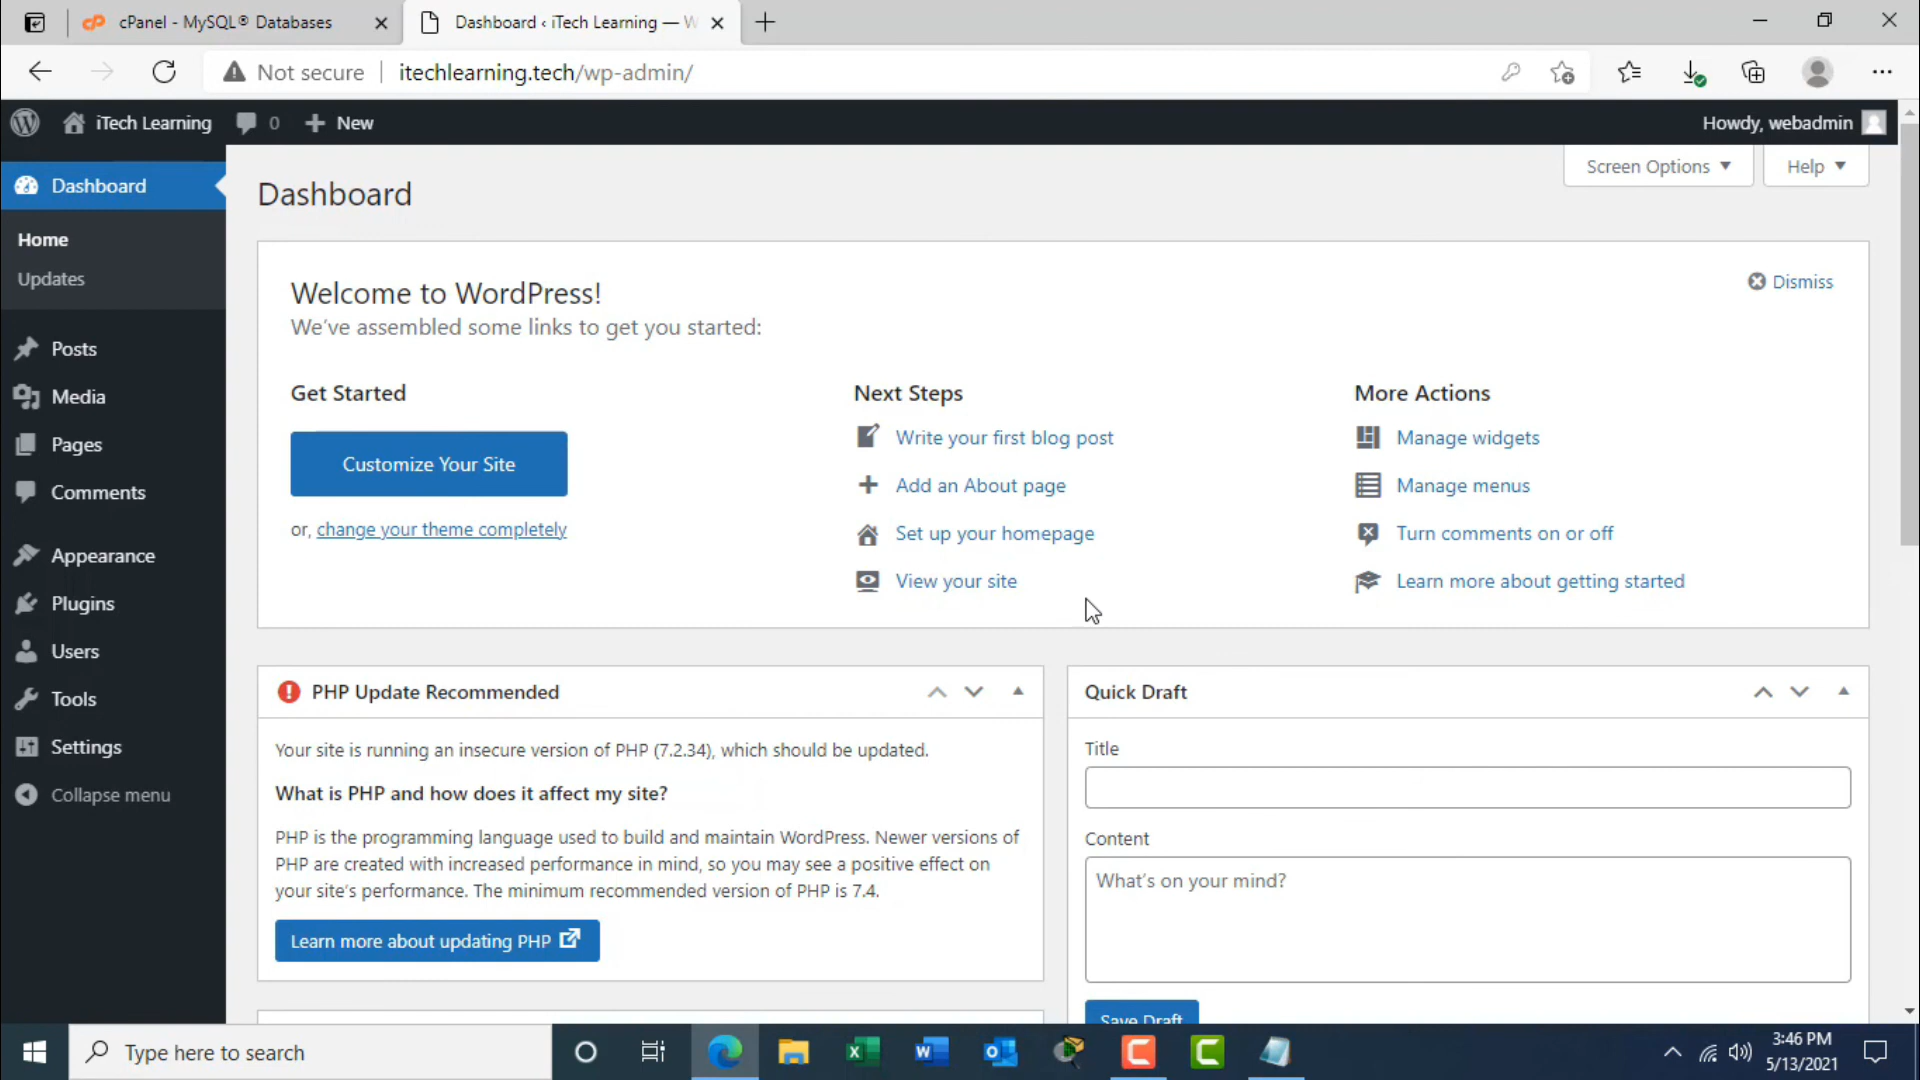 cPanel - MySQL® Databases
Dashboard ‹ iTech Learning — W
Not secure
itechlearning.tech/wp-admin/
iTech Learning
0
New
Howdy, webadmin
Dashboard
Home
Updates
Posts
Media
Pages
Comments
Appearance
Plugins
Users
Tools
Settings
Collapse menu
Screen Options
Help
Dashboard
Welcome to WordPress!
We've assembled some links to get you started:
Dismiss
Get Started
Customize Your Site
or, change your theme completely
Next Steps
Write your first blog post
Add an About page
Set up your homepage
View your site
More Actions
Manage widgets
Manage menus
Turn comments on or off
Learn more about getting started
PHP Update Recommended
Your site is running an insecure version of PHP (7.2.34), which should be updated.
What is PHP and how does it affect my site?
PHP is the programming language used to build and maintain WordPress. Newer versions of
PHP are created with increased performance in mind, so you may see a positive effect on
your site's performance. The minimum recommended version of PHP is 7.4.
Learn more about updating PHP
Quick Draft
Title
Content
What's on your mind?
Save Draft
Type here to search
3:46 PM
5/13/2021